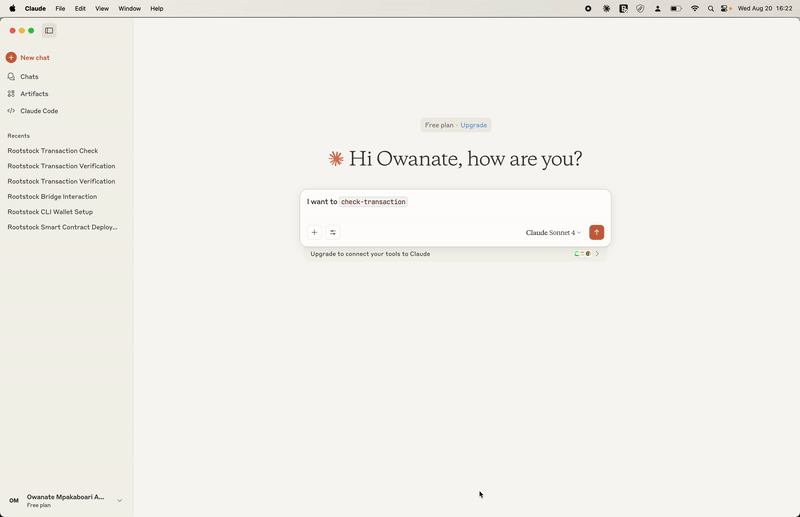 Claude File Edit View Window Help
Wed Aug 20 16:22
New chat
Chats
Artifacts
Claude Code
Recents
Rootstock Transaction Check
Rootstock Transaction Verification
Rootstock Transaction Verification
Rootstock Bridge Interaction
Rootstock CLI Wallet Setup
Rootstock Smart Contract Deploy...
Free plan · Upgrade
Hi Owanate, how are you?
I want to check-transaction
Claude Sonnet 4
Upgrade to connect your tools to Claude
OM
Owanate Mpakaboari A...
Free plan